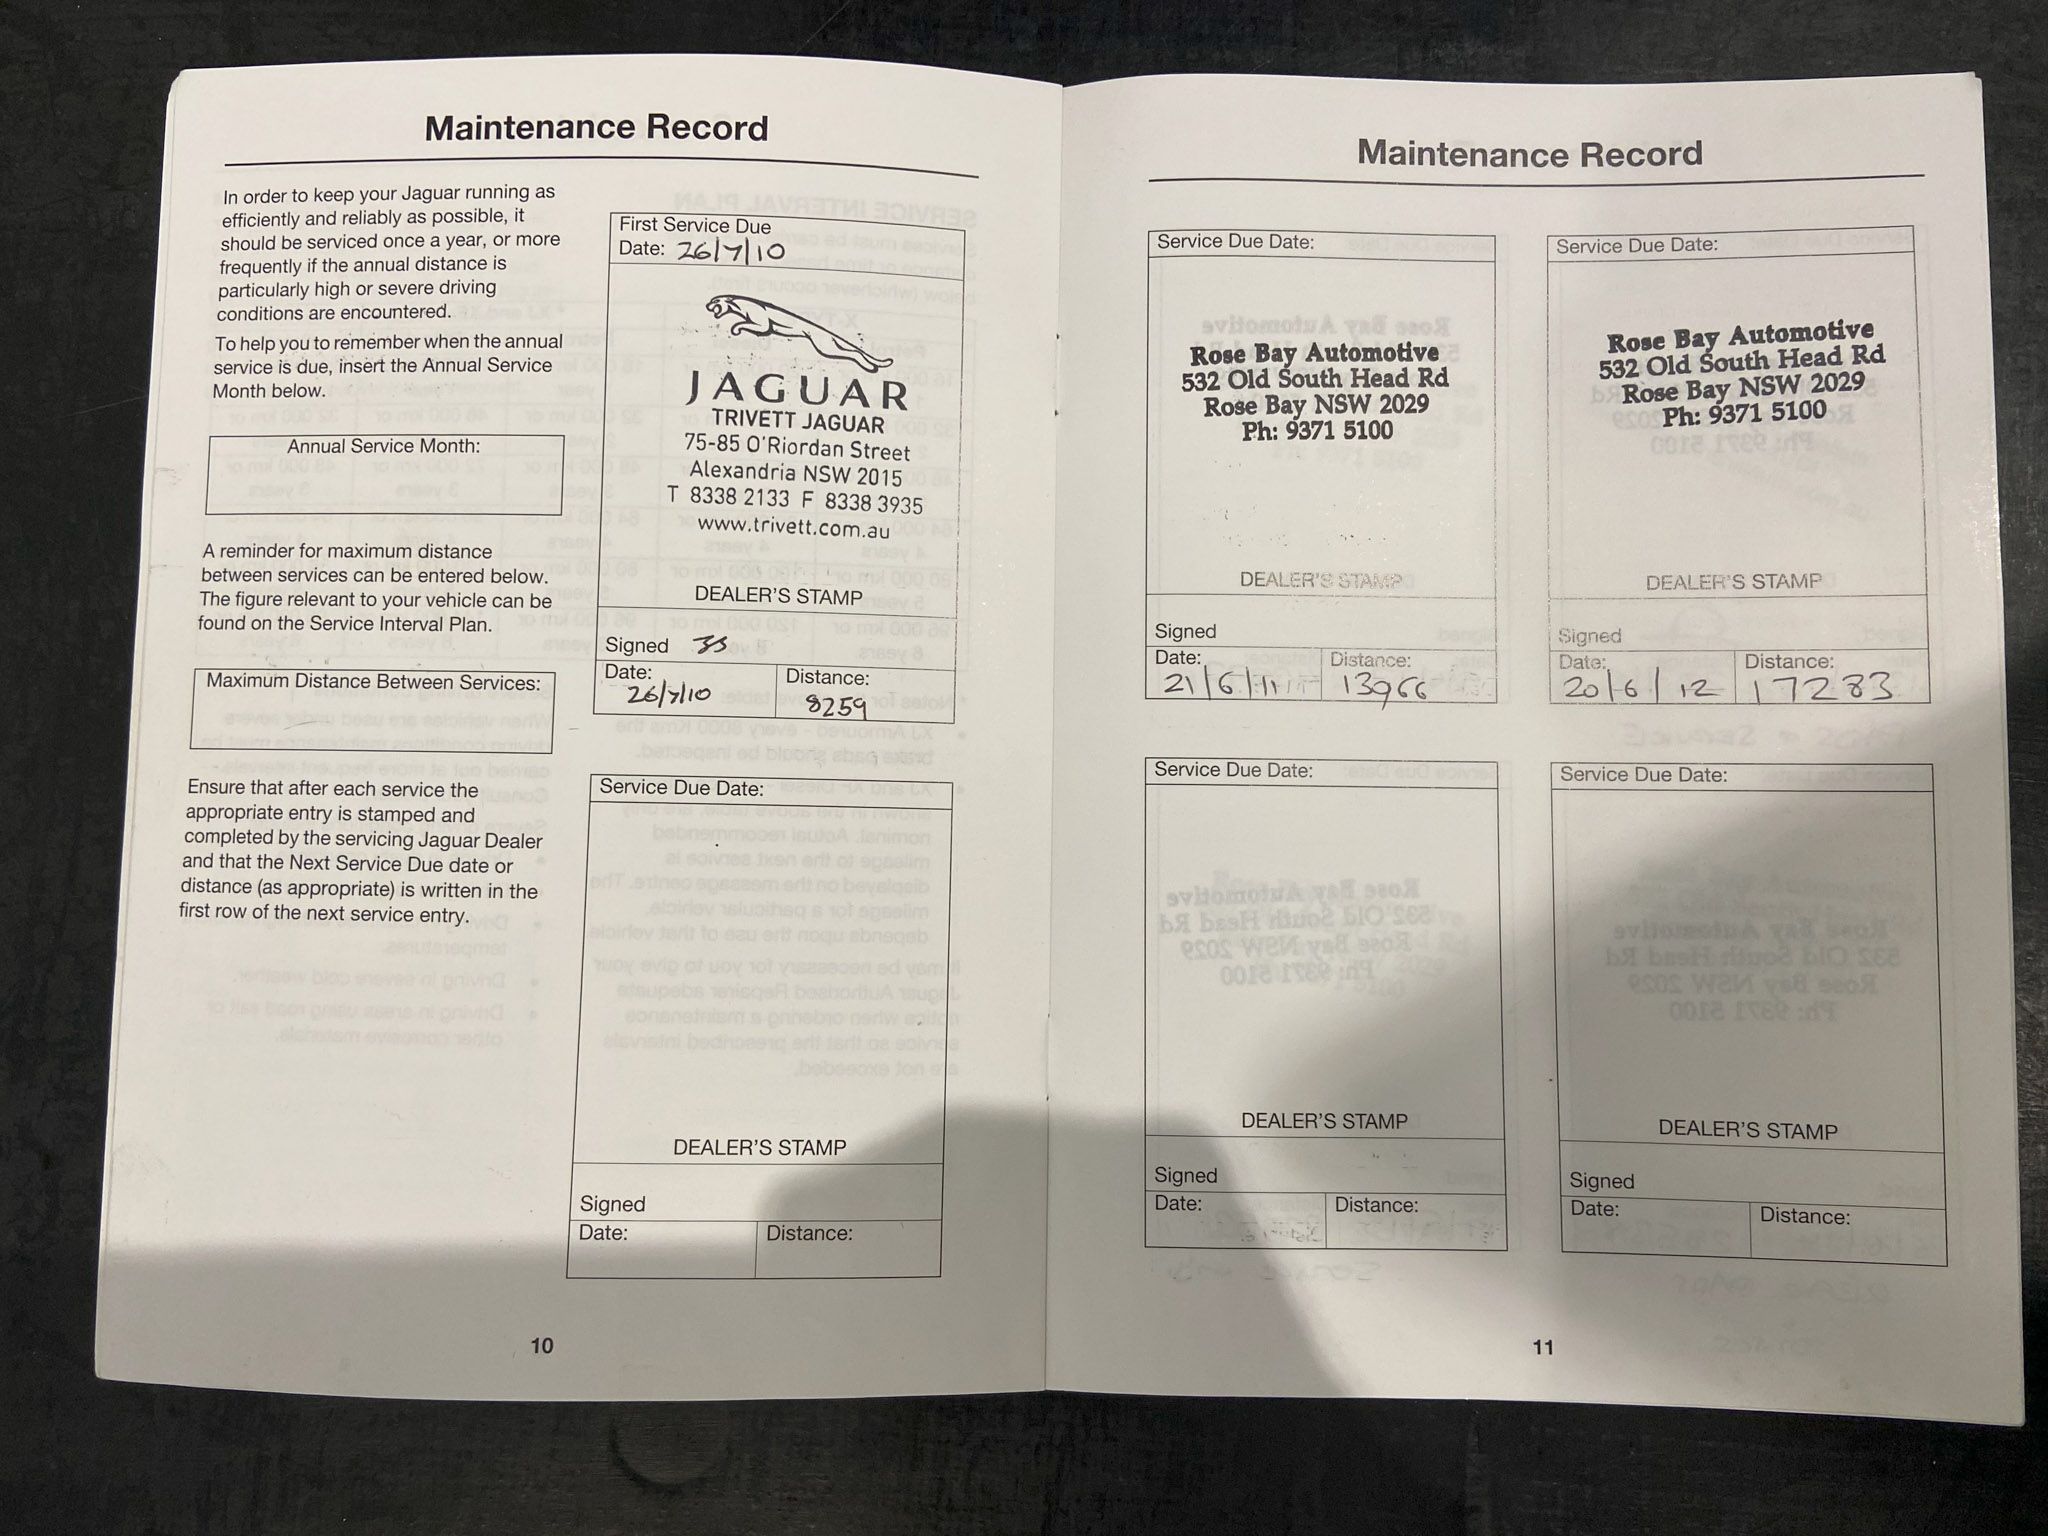 Maintenance Record
In order to keep your Jaguar running as
efficiently and reliably as possible, it
should be serviced once a year, or more
frequently if the annual distance is
particularly high or severe driving
conditions are encountered.
To help you to remember when the annual
service is due, insert the Annual Service
Month below.
Annual Service Month:
A reminder for maximum distance
between services can be entered below.
The figure relevant to your vehicle can be
found on the Service Interval Plan.
Maximum Distance Between Services:
Ensure that after each service the
appropriate entry is stamped and
completed by the servicing Jaguar Dealer
and that the Next Service Due date or
distance (as appropriate) is written in the
first row of the next service entry.
First Service Due
Date: 26/7/10
JAGUAR
TRIVETT JAGUAR
75-85 O'Riordan Street
Alexandria NSW 2015
T 8338 2133 F 8338 3935
www.trivett.com.au
DEALER'S STAMP
Signed
Date: 26/7/10 Distance: 8259
Service Due Date:
DEALER'S STAMP
Signed
Date: Distance:
10
Maintenance Record
Service Due Date:
Rose Bay Automotive
532 Old South Head Rd
Rose Bay NSW 2029
Ph: 9371 5100
DEALER'S STAMP
Signed
Date: 21/6/11 Distance: 13966
Service Due Date:
Rose Bay Automotive
532 Old South Head Rd
Rose Bay NSW 2029
Ph: 9371 5100
DEALER'S STAMP
Signed
Date: 20/6/12 Distance: 17283
Service Due Date:
DEALER'S STAMP
Signed
Date: Distance:
Service Due Date:
DEALER'S STAMP
Signed
Date: Distance:
11